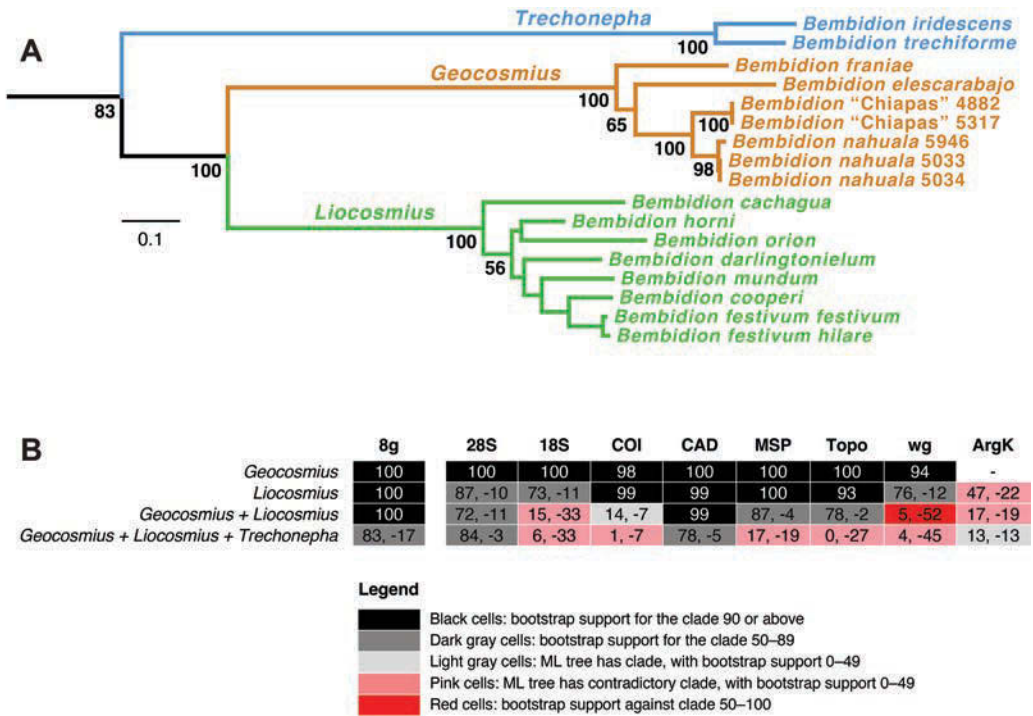 A
Trechonepha
Bembidion iridescens
100
Bembidion trechiforme
Geocosmius
Bembidion franiae
100
Bembidion elescarabajo
83
65
Bembidion "Chiapas" 4882
100
Bembidion "Chiapas" 5317
100
Bembidion nahuala 5946
98
Bembidion nahuala 5033
Bembidion nahuala 5034
100
Liocosmius
Bembidion cachagua
0.1
100
Bembidion horni
Bembidion orion
56
Bembidion darlingtonielum
Bembidion mundum
Bembidion cooperi
Bembidion festivum festivum
Bembidion festivum hilare
B
8g 28S 18S COI CAD MSP Topo wg ArgK
Geocosmius 100 100 100 98 100 100 100 94 -
Liocosmius 100 87, -10 73, -11 99 99 100 93 76, -12 47, -22
Geocosmius + Liocosmius 100 72, -11 15, -33 14, -7 99 87, -4 78, -2 5, -52 17, -19
Geocosmius + Liocosmius + Trechonepha 83, -17 84, -3 6, -33 1, -7 78, -5 17, -19 0, -27 4, -45 13, -13
Legend
Black cells: bootstrap support for the clade 90 or above
Dark gray cells: bootstrap support for the clade 50–89
Light gray cells: ML tree has clade, with bootstrap support 0–49
Pink cells: ML tree has contradictory clade, with bootstrap support 0–49
Red cells: bootstrap support against clade 50–100